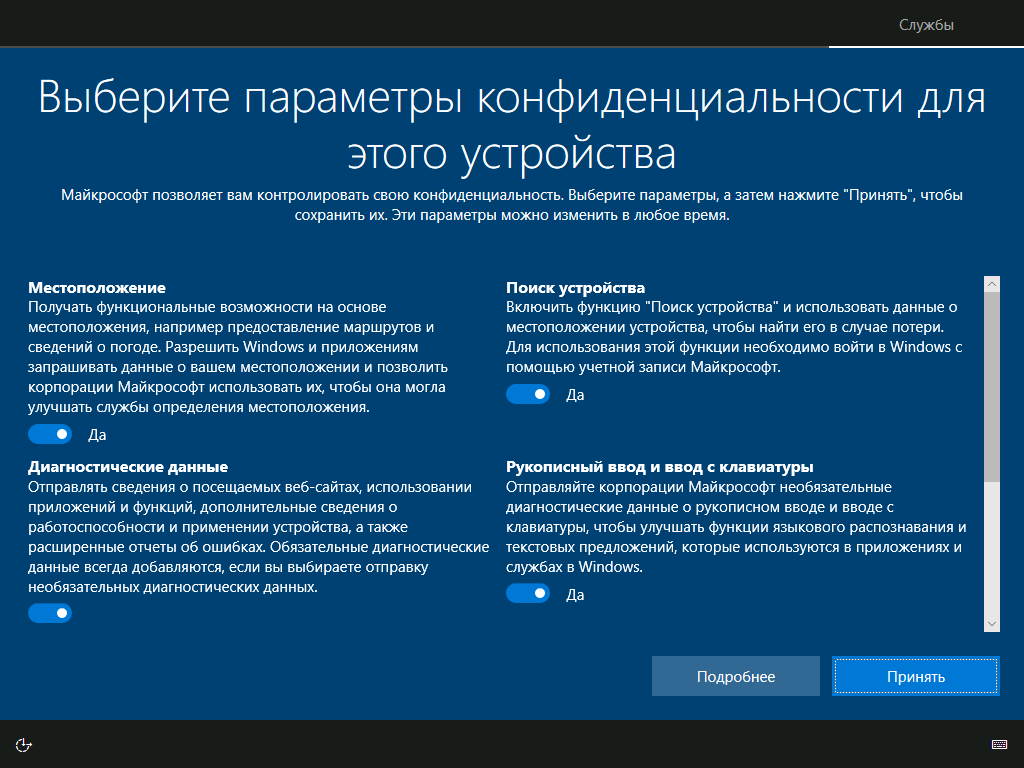 Службы
Выберите параметры конфиденциальности для
этого устройства
Майкрософт позволяет вам контролировать свою конфиденциальность. Выберите параметры, а затем нажмите "Принять", чтобы
сохранить их. Эти параметры можно изменить в любое время.
Местоположение
Получать функциональные возможности на основе
местоположения, например предоставление маршрутов и
сведений о погоде. Разрешить Windows и приложениям
запрашивать данные о вашем местоположении и позволить
корпорации Майкрософт использовать их, чтобы она могла
улучшать службы определения местоположения.
Да
Поиск устройства
Включить функцию "Поиск устройства" и использовать данные о
местоположении устройства, чтобы найти его в случае потери.
Для использования этой функции необходимо войти в Windows с
помощью учетной записи Майкрософт.
Да
Диагностические данные
Отправлять сведения о посещаемых веб-сайтах, использовании
приложений и функций, дополнительные сведения о
работоспособности и применении устройства, а также
расширенные отчеты об ошибках. Обязательные диагностические
данные всегда добавляются, если вы выбираете отправку
необязательных диагностических данных.
Рукописный ввод и ввод с клавиатуры
Отправляйте корпорации Майкрософт необязательные
диагностические данные о рукописном вводе и вводе с
клавиатуры, чтобы улучшать функции языкового распознавания и
текстовых предложений, которые используются в приложениях и
службах в Windows.
Да
Подробнее
Принять